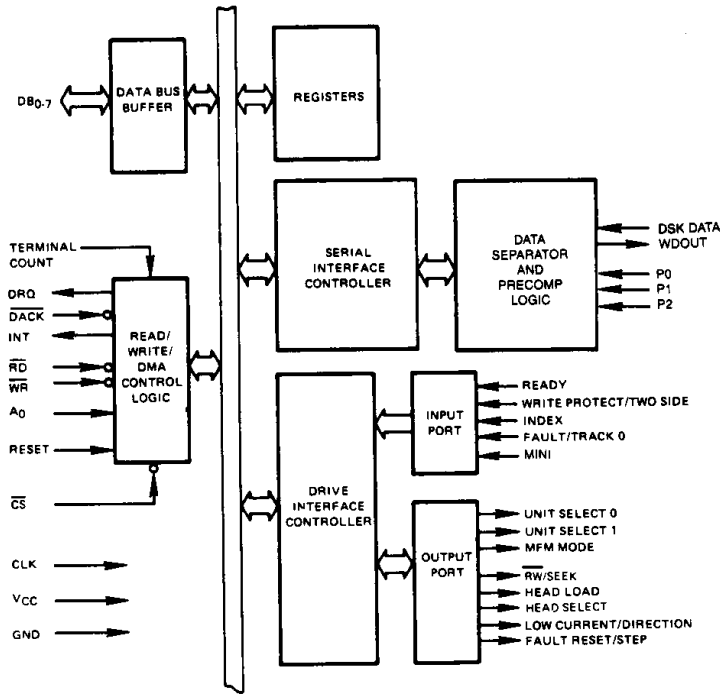 DB0-7
DATA BUS
BUFFER
REGISTERS
TERMINAL
COUNT
DRQ
DACK
INT
RD
WR
A0
RESET
CS
READ/
WRITE/
DMA
CONTROL
LOGIC
SERIAL
INTERFACE
CONTROLLER
DATA
SEPARATOR
AND
PRECOMP
LOGIC
DSK DATA
WDOUT
P0
P1
P2
DRIVE
INTERFACE
CONTROLLER
INPUT
PORT
READY
WRITE PROTECT/TWO SIDE
INDEX
FAULT/TRACK 0
MINI
OUTPUT
PORT
UNIT SELECT 0
UNIT SELECT 1
MFM MODE
RW/SEEK
HEAD LOAD
HEAD SELECT
LOW CURRENT/DIRECTION
FAULT RESET/STEP
CLK
VCC
GND